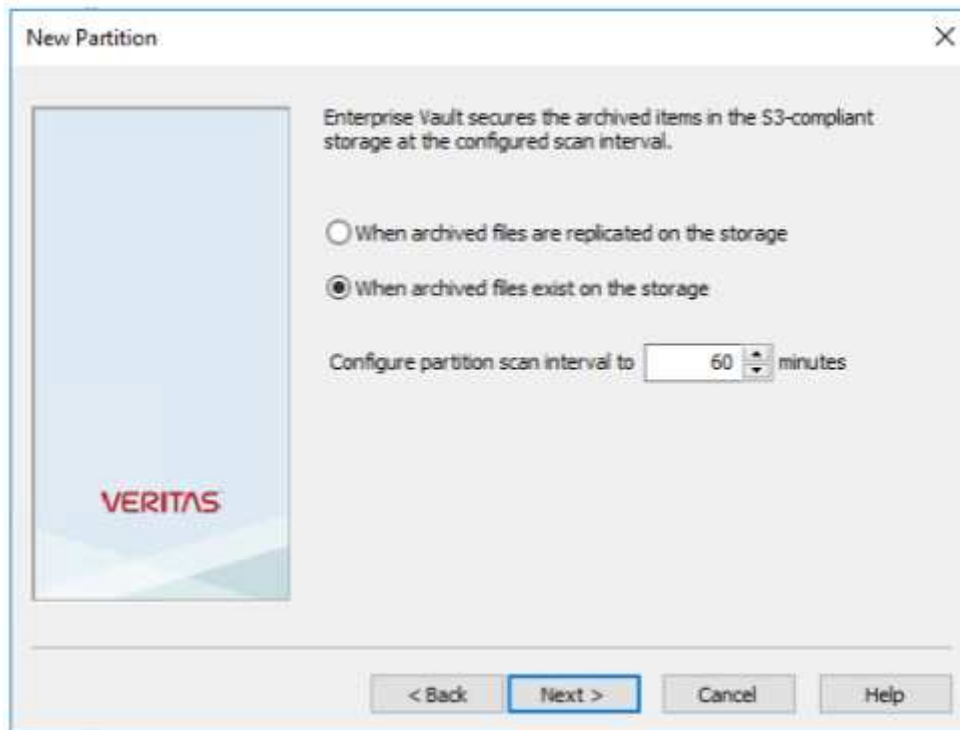 New Partition
Enterprise Vault secures the archived items in the S3-compliant
storage at the configured scan interval.
When archived files are replicated on the storage
When archived files exist on the storage
Configure partition scan interval to 60 minutes
VERITAS
< Back Next > Cancel Help